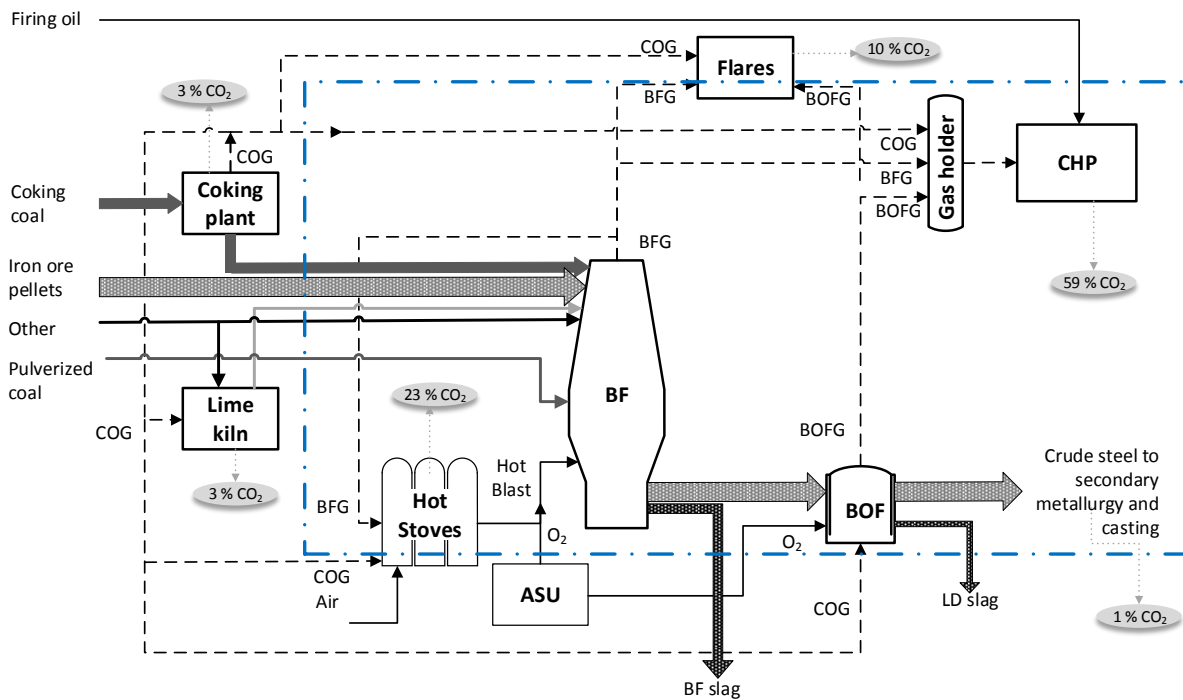 Firing oil
COG
10 % CO₂
Flares
3 % CO₂
BFG
BOFG
COG
COG
Gas holder
CHP
Coking
plant
BFG
Coking
coal
BOFG
BFG
Iron ore
pellets
59 % CO₂
Other
Pulverized
coal
23 % CO₂
BF
Lime
kiln
COG
BOFG
Hot
Blast
Crude steel to
secondary
metallurgy and
casting
3 % CO₂
BFG
Hot
Stoves
BOF
O₂
O₂
COG
Air
ASU
COG
LD slag
1 % CO₂
BF slag